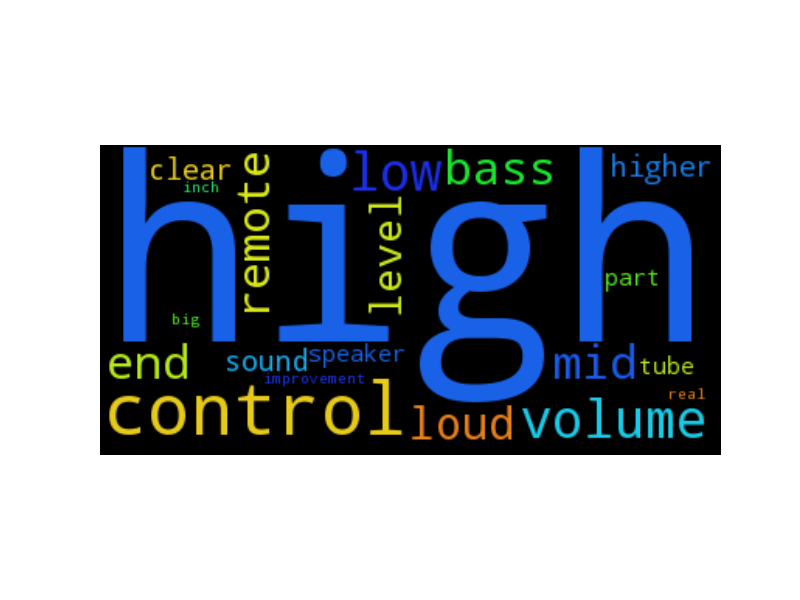 high
clear
inch
remote
low
bass
higher
level
part
big
end
sound
speaker
improvement
mid
tube
real
control
loud
volume